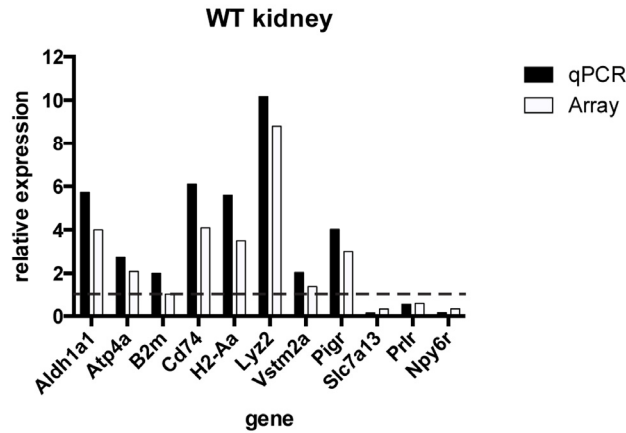 WT kidney
12
10
8
6
4
2
0
relative expression
qPCR
Array
Aldh1a1
Atp4a
B2m
Cd74
H2-Aa
Lyz2
Vstm2a
Pigr
Slc7a13
Prlr
Npy6r
gene